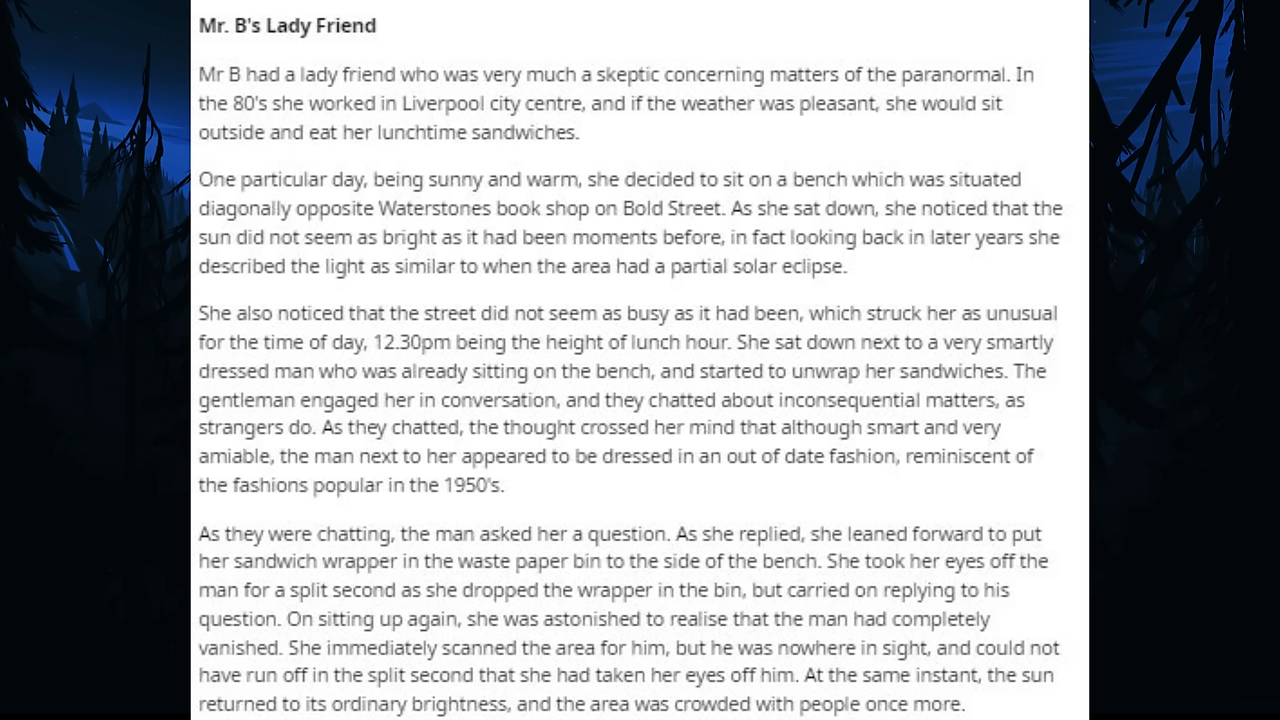 Mr. B's Lady Friend
Mr B had a lady friend who was very much a skeptic concerning matters of the paranormal. In
the 80's she worked in Liverpool city centre, and if the weather was pleasant, she would sit
outside and eat her lunchtime sandwiches.
One particular day, being sunny and warm, she decided to sit on a bench which was situated
diagonally opposite Waterstones book shop on Bold Street. As she sat down, she noticed that the
sun did not seem as bright as it had been moments before, in fact looking back in later years she
described the light as similar to when the area had a partial solar eclipse.
She also noticed that the street did not seem as busy as it had been, which struck her as unusual
for the time of day, 12.30pm being the height of lunch hour. She sat down next to a very smartly
dressed man who was already sitting on the bench, and started to unwrap her sandwiches. The
gentleman engaged her in conversation, and they chatted about inconsequential matters, as
strangers do. As they chatted, the thought crossed her mind that although smart and very
amiable, the man next to her appeared to be dressed in an out of date fashion, reminiscent of
the fashions popular in the 1950's.
As they were chatting, the man asked her a question. As she replied, she leaned forward to put
her sandwich wrapper in the waste paper bin to the side of the bench. She took her eyes off the
man for a split second as she dropped the wrapper in the bin, but carried on replying to his
question. On sitting up again, she was astonished to realise that the man had completely
vanished. She immediately scanned the area for him, but he was nowhere in sight, and could not
have run off in the split second that she had taken her eyes off him. At the same instant, the sun
returned to its ordinary brightness, and the area was crowded with people once more.